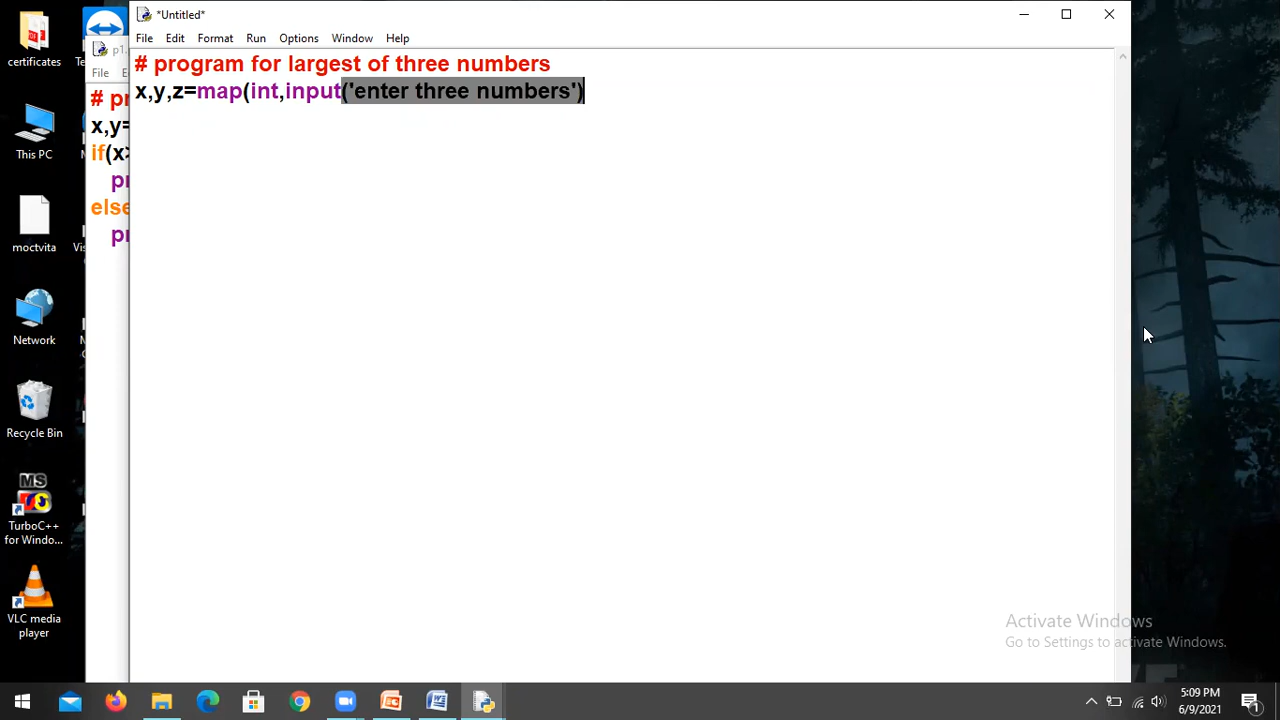 *Untitled*
File Edit Format Run Options Window Help
# program for largest of three numbers
x,y,z=map(int,input('enter three numbers')
certificates
This PC
moctvita
Network
Recycle Bin
MS
TurboC++
for Windo...
VLC media
player
p1.
File
# pr
x,y=
if(x>
pr
else
pr
Activate Windows
Go to Settings to activate Windows.
5:09 PM
6/9/2021